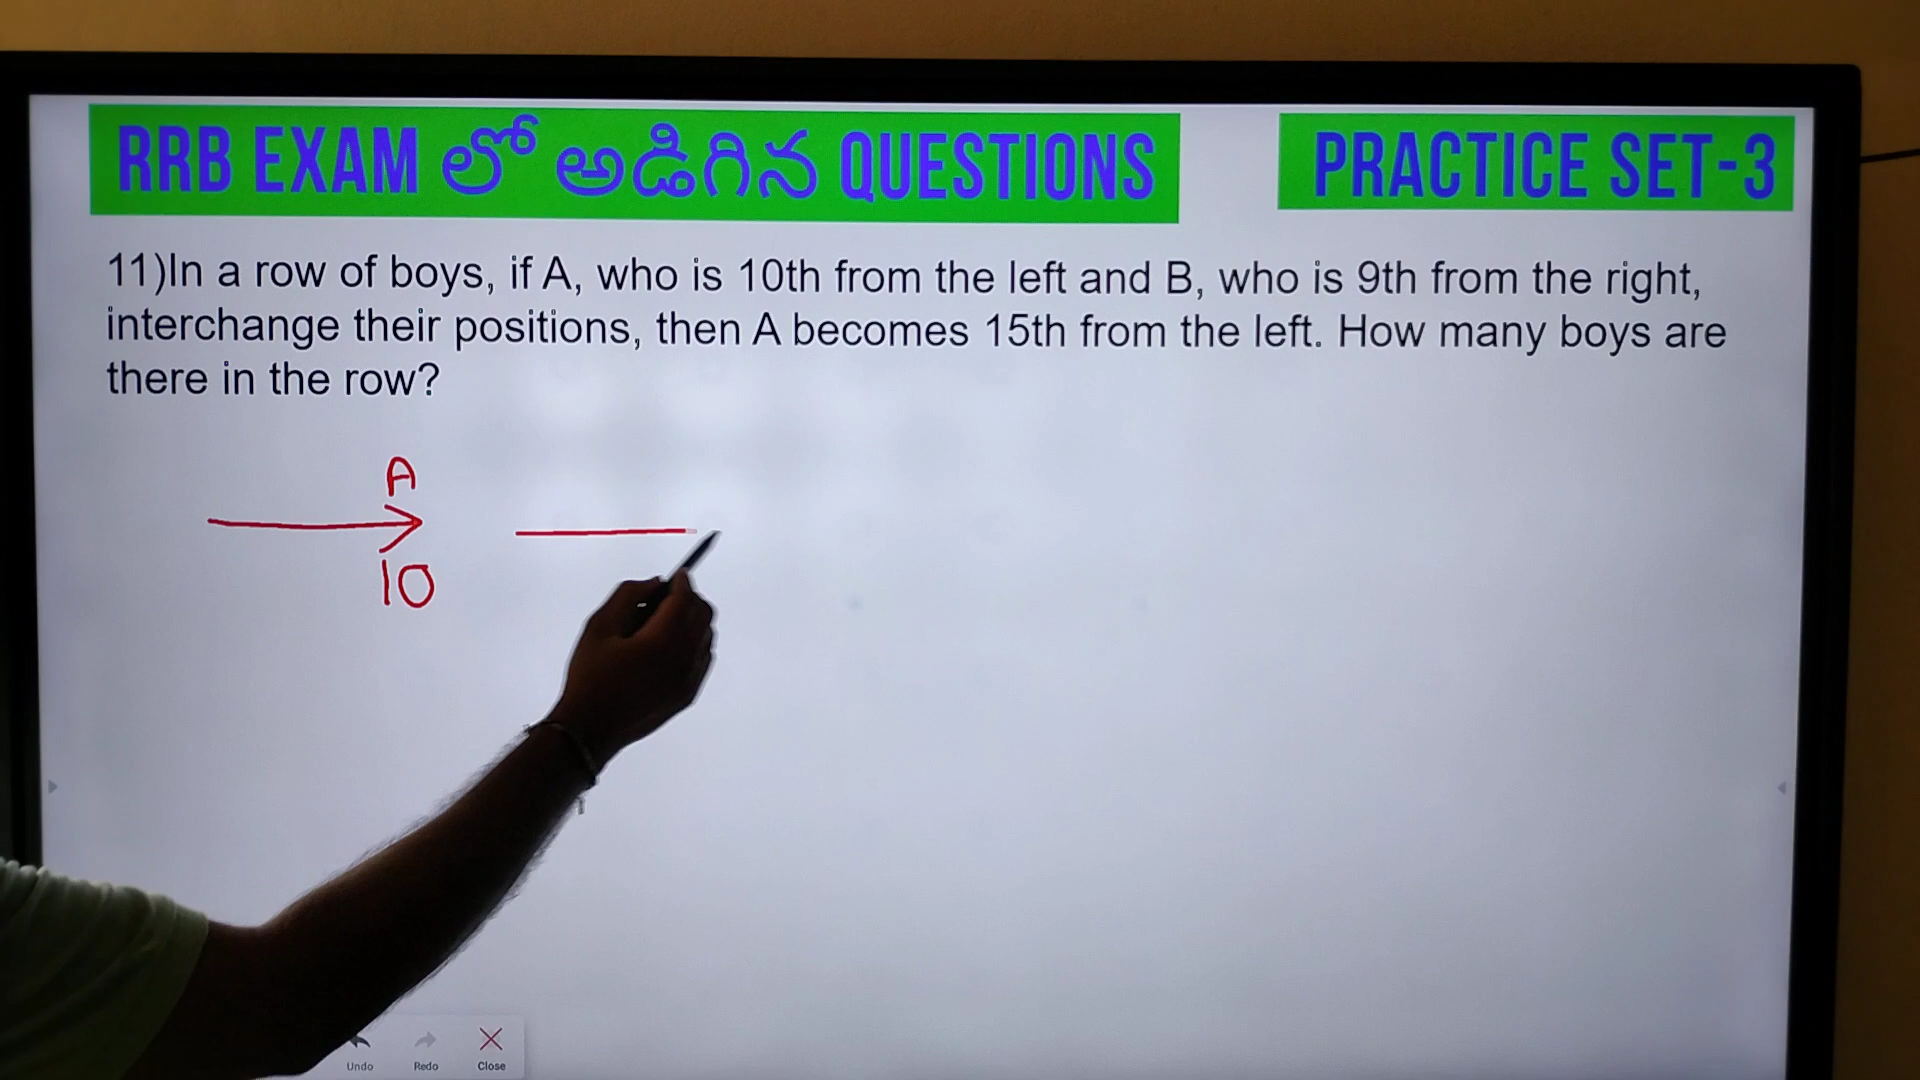 RRB EXAM లో అడిగిన QUESTIONS
PRACTICE SET-3
11)In a row of boys, if A, who is 10th from the left and B, who is 9th from the right,
interchange their positions, then A becomes 15th from the left. How many boys are
there in the row?
A
10
Undo Redo Close